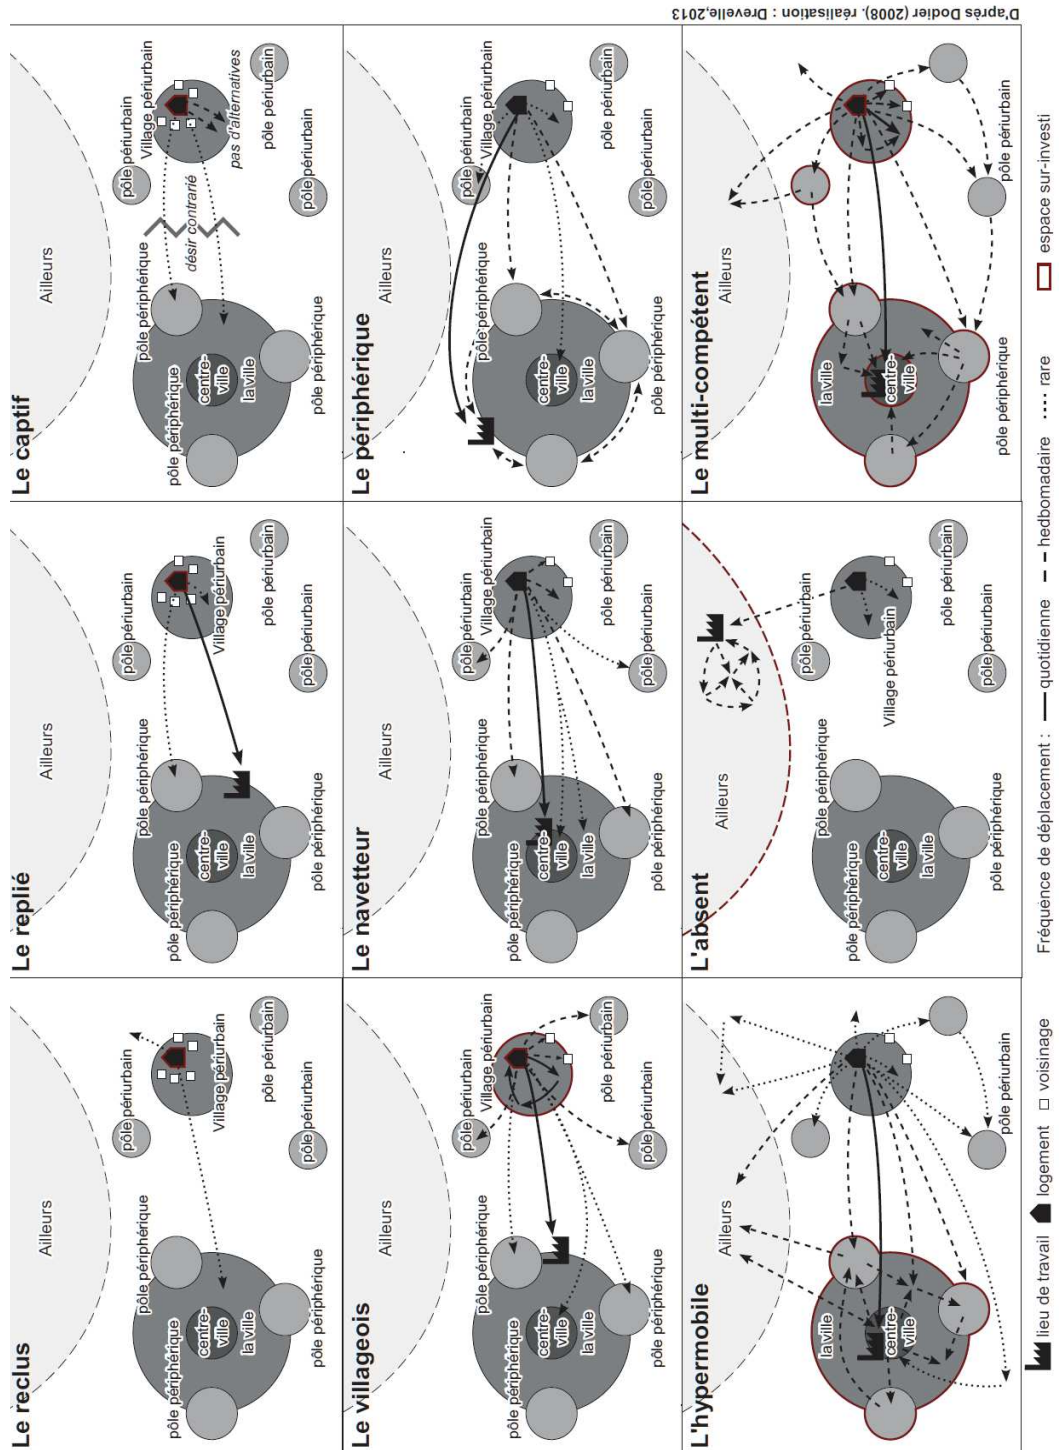 Le reclus
Ailleurs
pôle périurbain
pôle périphérique
pôle périphérique
Village périurbain
centre-
ville
la ville
pôle périurbain
pôle périurbain
pôle périphérique
Le replié
Ailleurs
pôle périurbain
pôle périphérique
pôle périphérique
Village périurbain
centre-
ville
la ville
pôle périurbain
pôle périurbain
pôle périphérique
Le captif
Ailleurs
pôle périurbain
Village périurbain
pôle périphérique
pôle périphérique
désir contrarié
pas d'alternatives
centre-
ville
la ville
pôle périurbain
pôle périurbain
pôle périphérique
Le villageois
Ailleurs
pôle périurbain
Village périurbain
pôle périphérique
pôle périphérique
centre-
ville
la ville
pôle périurbain
pôle périurbain
pôle périphérique
Le navetteur
Ailleurs
pôle périurbain
Village périurbain
pôle périphérique
pôle périphérique
centre-
ville
la ville
pôle périurbain
pôle périurbain
pôle périphérique
Le périphérique
Ailleurs
pôle périurbain
Village périurbain
pôle périphérique
pôle périphérique
centre-
ville
la ville
pôle périurbain
pôle périurbain
pôle périphérique
L'hypermobile
Ailleurs
la ville
centre-
ville
pôle périurbain
L'absent
Ailleurs
pôle périurbain
pôle périphérique
pôle périphérique
Village périurbain
centre-
ville
la ville
pôle périurbain
pôle périurbain
pôle périphérique
Le multi-compétent
Ailleurs
la ville
centre-
ville
pôle périurbain
pôle périphérique
lieu de travail logement voisinage Fréquence de déplacement : quotidienne hedbomadaire rare espace sur-investi
D'après Dodier (2008). réalisation : Drevelle,2013